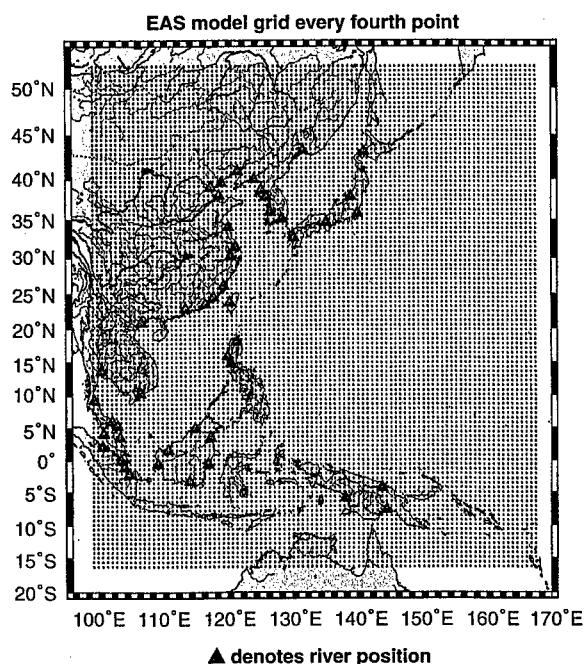 EAS model grid every fourth point
50°N
45°N
40°N
35°N
30°N
25°N
20°N
15°N
10°N
5°N
0°
5°S
10°S
15°S
20°S
100°E 110°E 120°E 130°E 140°E 150°E 160°E 170°E
▲ denotes river position